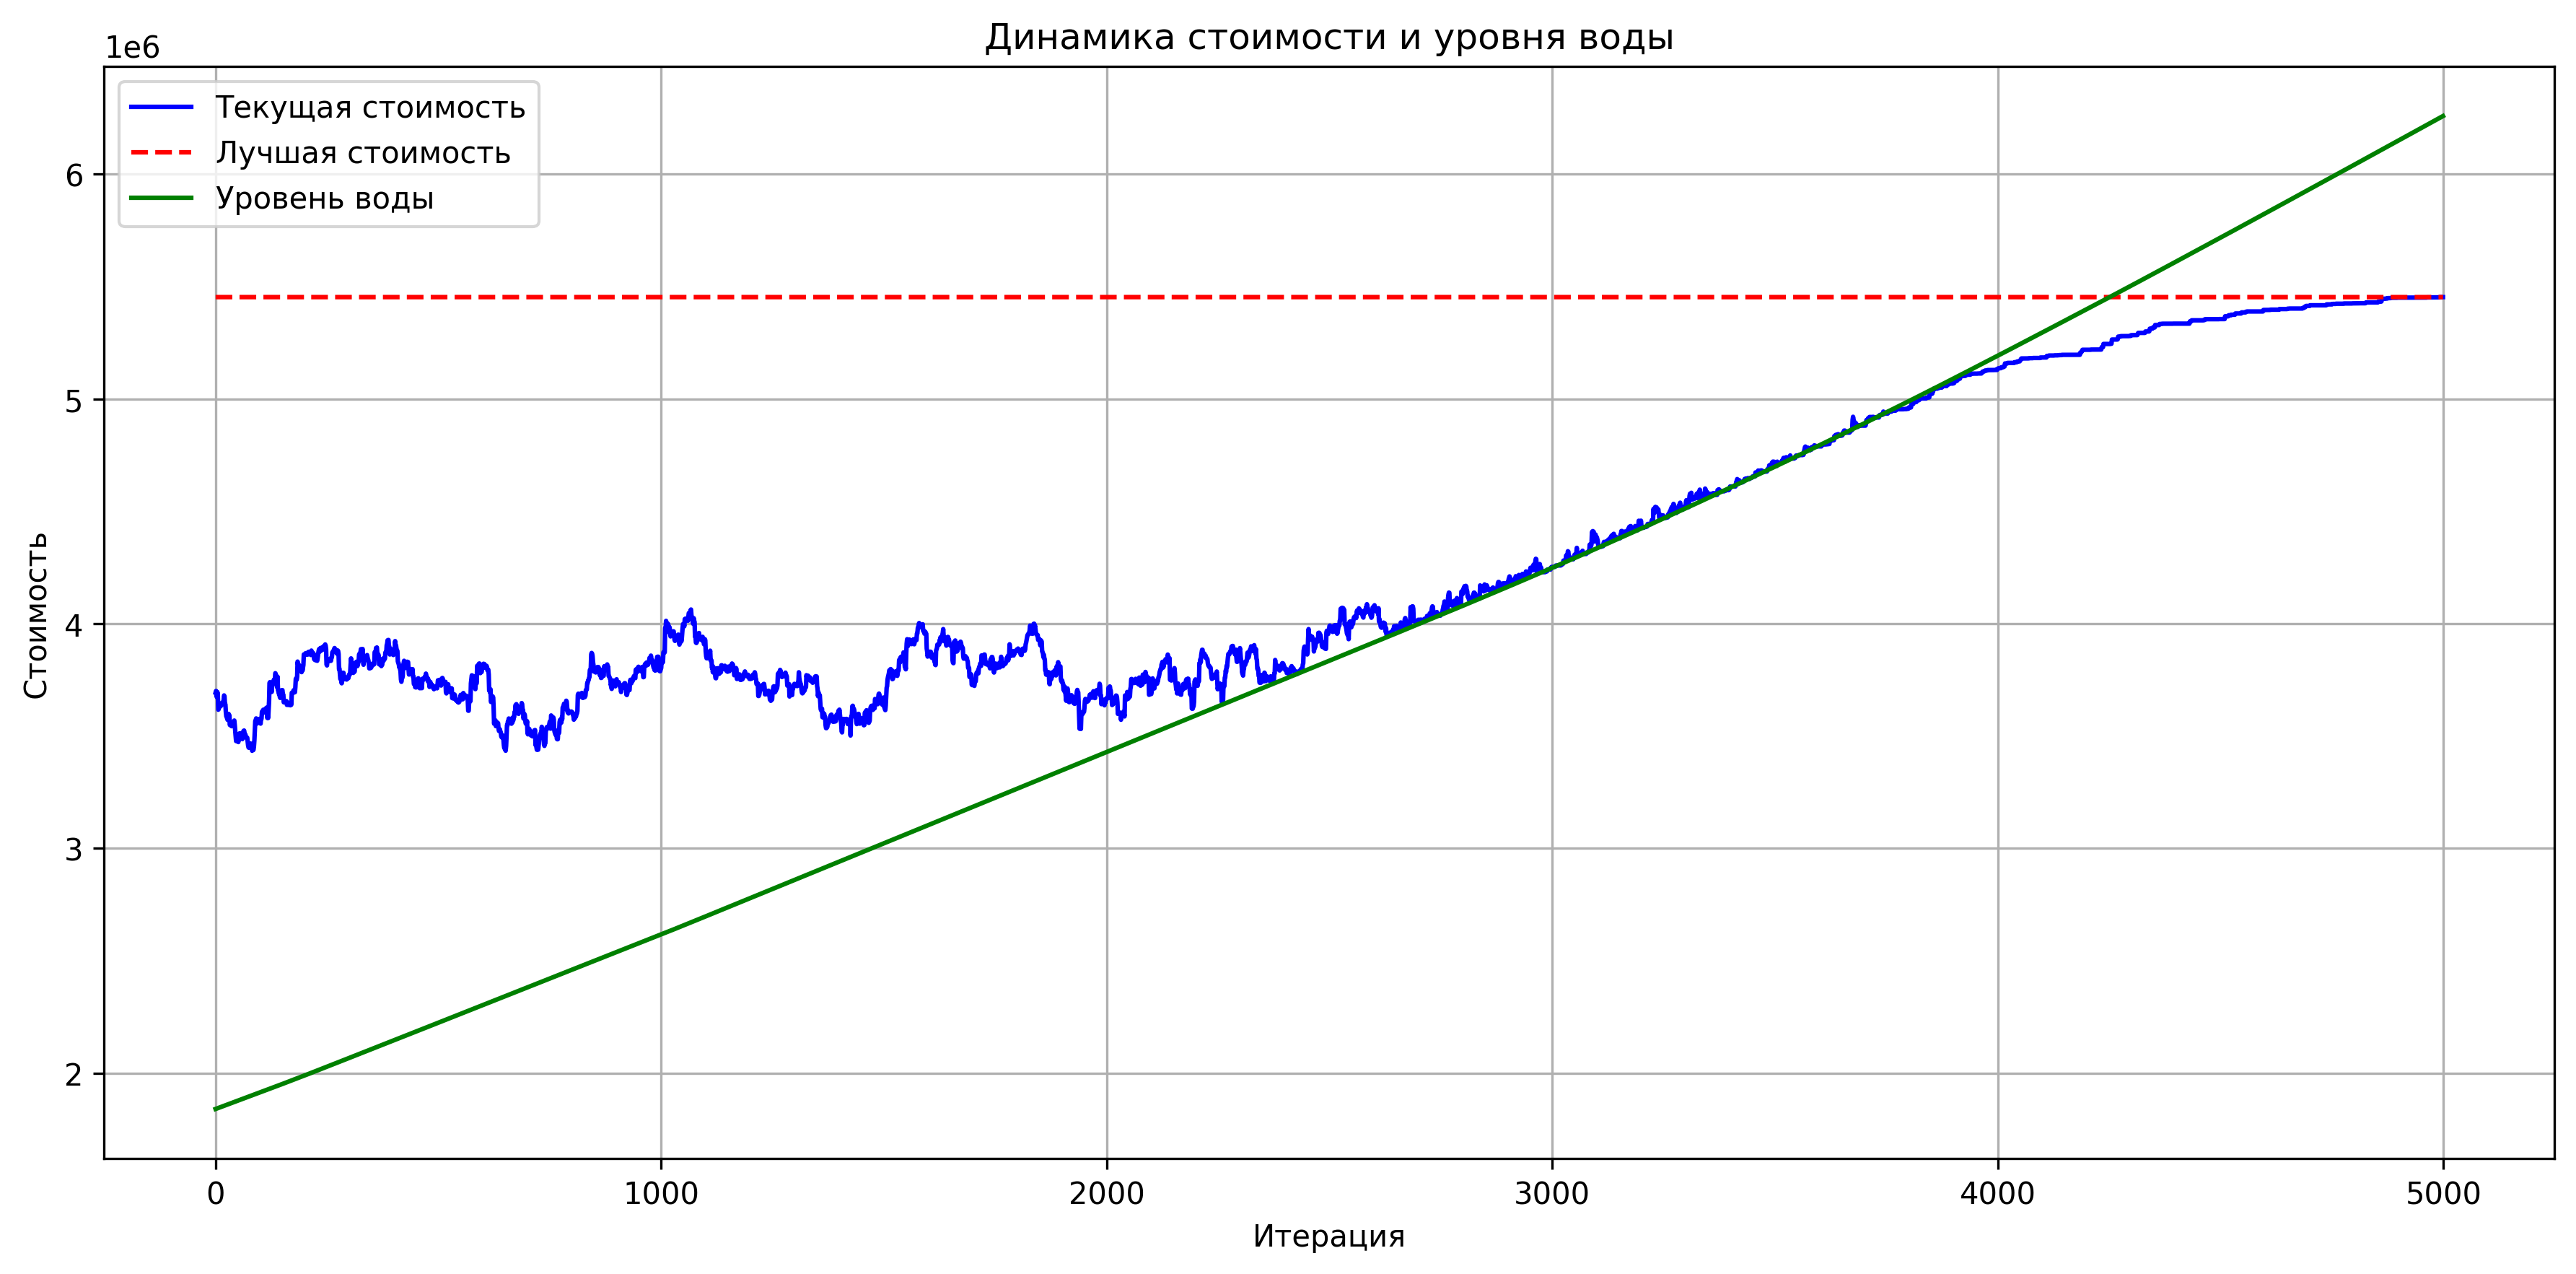 Динамика стоимости и уровня воды
1e6
Текущая стоимость
Лучшая стоимость
Уровень воды
6
5
4
3
2
Стоимость
0 1000 2000 3000 4000 5000
Итерация